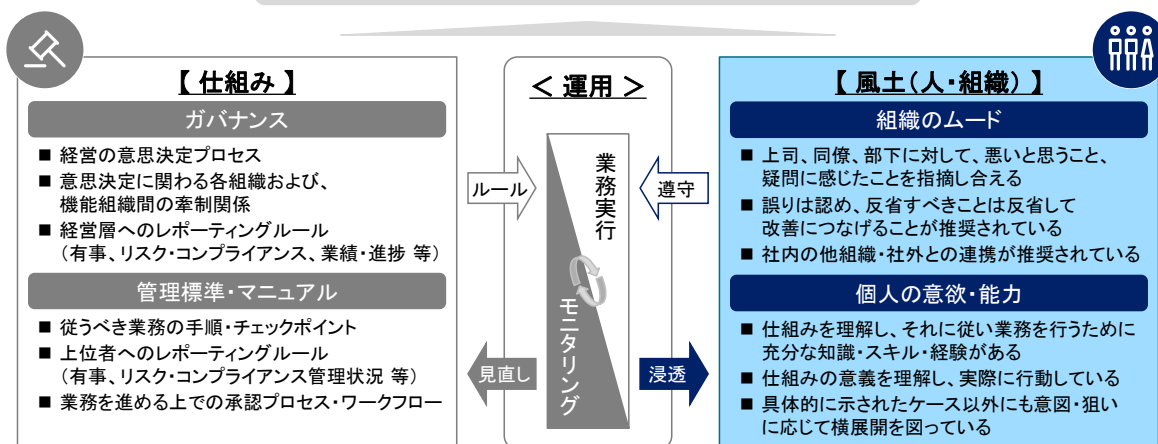 【 仕組み 】
ガバナンス
■ 経営の意思決定プロセス
■ 意思決定に関わる各組織および、
機能組織間の牽制関係
■ 経営層へのレポーティングルール
(有事、リスク・コンプライアンス、業績・進捗 等)
管理標準・マニュアル
■ 従うべき業務の手順・チェックポイント
■ 上位者へのレポーティングルール
(有事、リスク・コンプライアンス管理状況 等)
■ 業務を進める上での承認プロセス・ワークフロー
< 運用 >
ルール
業務実行
遵守
モニタリング
見直し
浸透
【 風土(人・組織) 】
組織のムード
■ 上司、同僚、部下に対して、悪いと思うこと、
疑問に感じたことを指摘し合える
■ 誤りは認め、反省すべきことは反省して
改善につなげることが推奨されている
■ 社内の他組織・社外との連携が推奨されている
個人の意欲・能力
■ 仕組みを理解し、それに従い業務を行うために
充分な知識・スキル・経験がある
■ 仕組みの意義を理解し、実際に行動している
■ 具体的に示されたケース以外にも意図・狙い
に応じて横展開を図っている